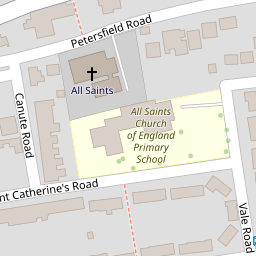 Petersfield Road
All Saints
Canute Road
All Saints
Church
of England
Primary
School
nt Catherine's Road
Vale Road